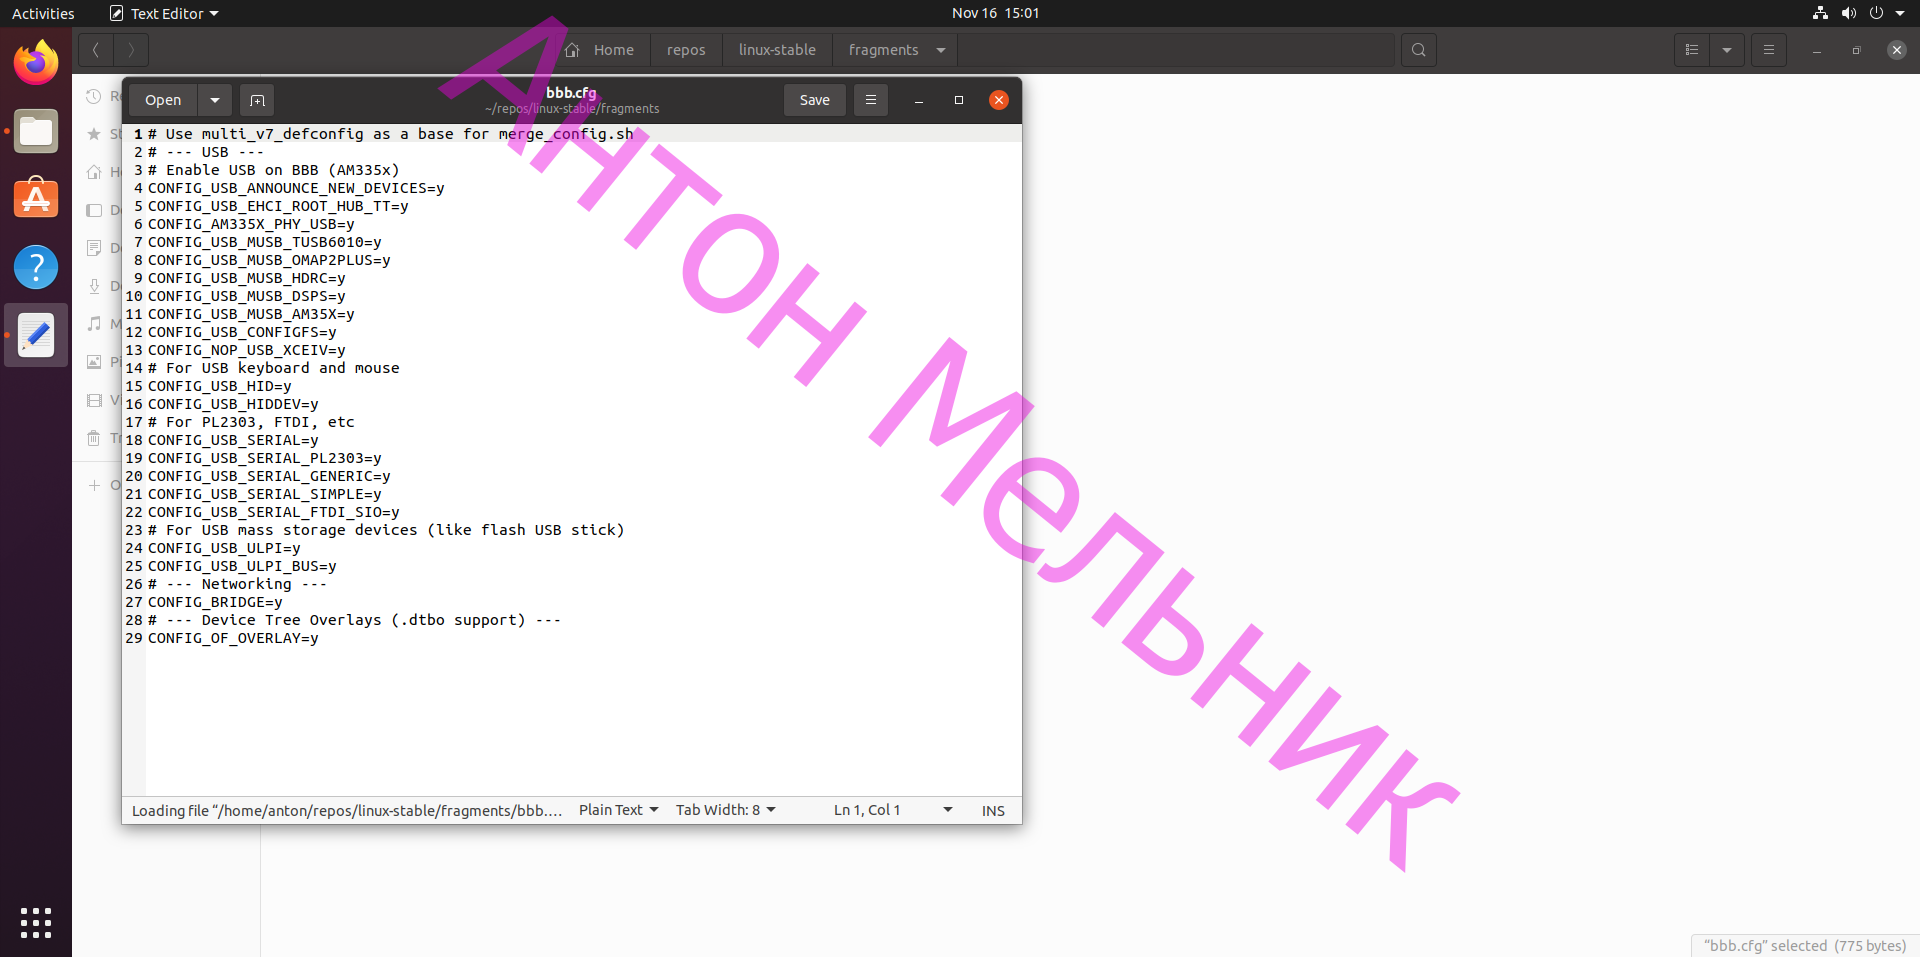 Activities
Text Editor
Nov 16 15:01
Home
repos
linux-stable
fragments
Open
bbb.cfg
~/repos/linux-stable/fragments
Save
1 # Use multi_v7_defconfig as a base for merge_config.sh
2 # --- USB ---
3 # Enable USB on BBB (AM335x)
4 CONFIG_USB_ANNOUNCE_NEW_DEVICES=y
5 CONFIG_USB_EHCI_ROOT_HUB_TT=y
6 CONFIG_AM335X_PHY_USB=y
7 CONFIG_USB_MUSB_TUSB6010=y
8 CONFIG_USB_MUSB_OMAP2PLUS=y
9 CONFIG_USB_MUSB_HDRC=y
10 CONFIG_USB_MUSB_DSPS=y
11 CONFIG_USB_MUSB_AM35X=y
12 CONFIG_USB_CONFIGFS=y
13 CONFIG_NOP_USB_XCEIV=y
14 # For USB keyboard and mouse
15 CONFIG_USB_HID=y
16 CONFIG_USB_HIDDEV=y
17 # For PL2303, FTDI, etc
18 CONFIG_USB_SERIAL=y
19 CONFIG_USB_SERIAL_PL2303=y
20 CONFIG_USB_SERIAL_GENERIC=y
21 CONFIG_USB_SERIAL_SIMPLE=y
22 CONFIG_USB_SERIAL_FTDI_SIO=y
23 # For USB mass storage devices (like flash USB stick)
24 CONFIG_USB_ULPI=y
25 CONFIG_USB_ULPI_BUS=y
26 # --- Networking ---
27 CONFIG_BRIDGE=y
28 # --- Device Tree Overlays (.dtbo support) ---
29 CONFIG_OF_OVERLAY=y
Loading file “/home/anton/repos/linux-stable/fragments/bbb.…
Plain Text
Tab Width: 8
Ln 1, Col 1
INS
“bbb.cfg” selected (775 bytes)
Антон Мельник